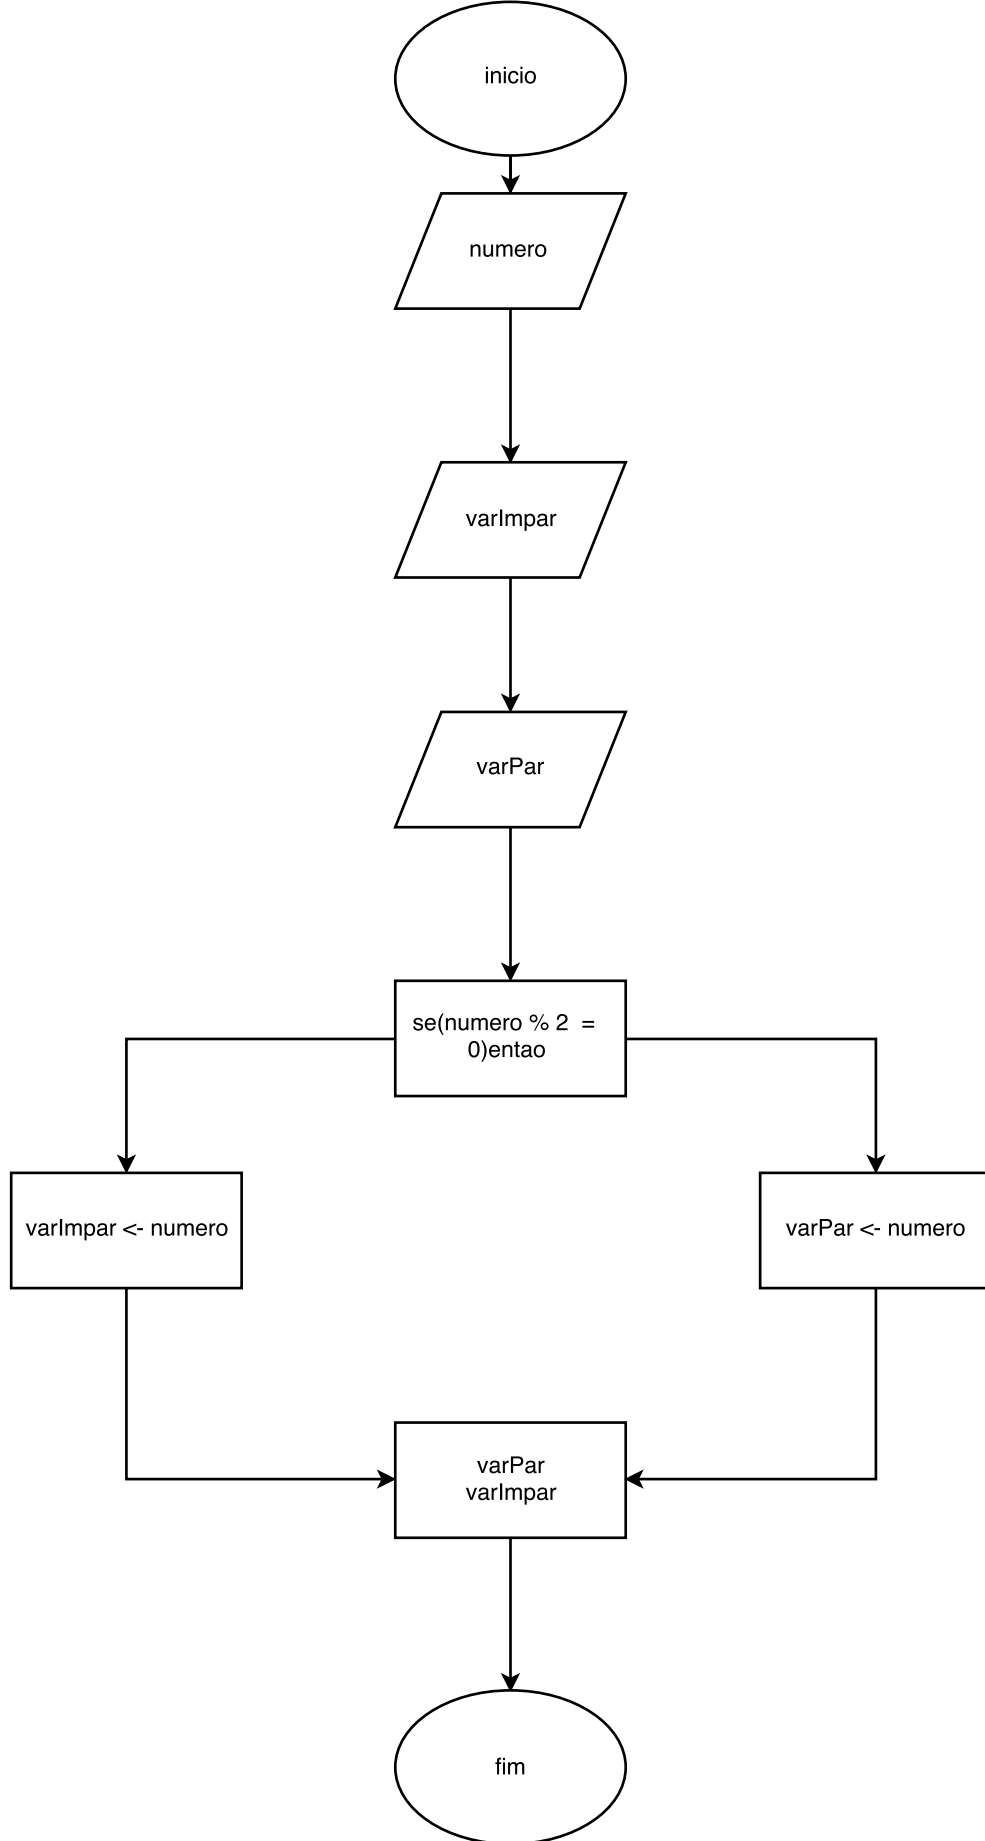 inicio
numero
varImpar
varPar
se(numero % 2  =
0)entao
varImpar <- numero
varPar <- numero
varPar
varImpar
fim